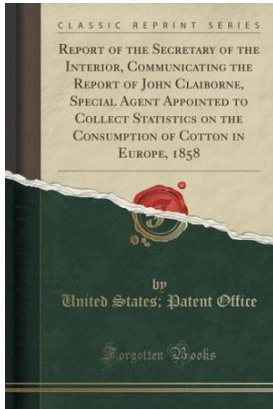 CLASSIC REPRINT SERIES
REPORT OF THE SECRETARY OF THE
INTERIOR, COMMUNICATING THE
REPORT OF JOHN CLAIBORNE,
SPECIAL AGENT APPOINTED TO
COLLECT STATISTICS ON THE
CONSUMPTION OF COTTON IN
EUROPE, 1858
by
United States; Patent Office
Forgotten Books